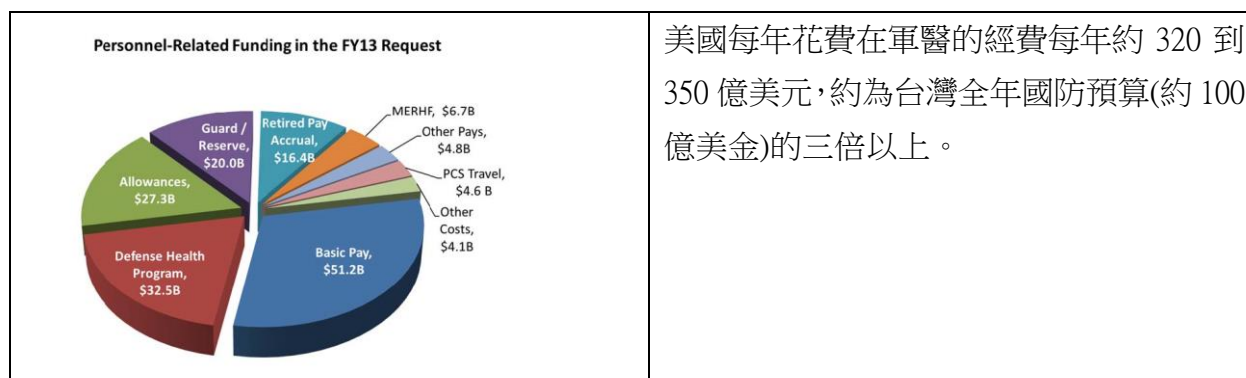 Personnel-Related Funding in the FY13 Request
Guard /
Reserve,
$20.0B
Retired Pay
Accrual,
$16.4B
MERHF, $6.7B
Other Pays,
$4.8B
PCS Travel,
$4.6 B
Other
Costs,
$4.1B
Allowances,
$27.3B
Defense Health
Program,
$32.5B
Basic Pay,
$51.2B
美國每年花費在軍醫的經費每年約 320 到
350 億美元,約為台灣全年國防預算(約 100
億美金)的三倍以上。